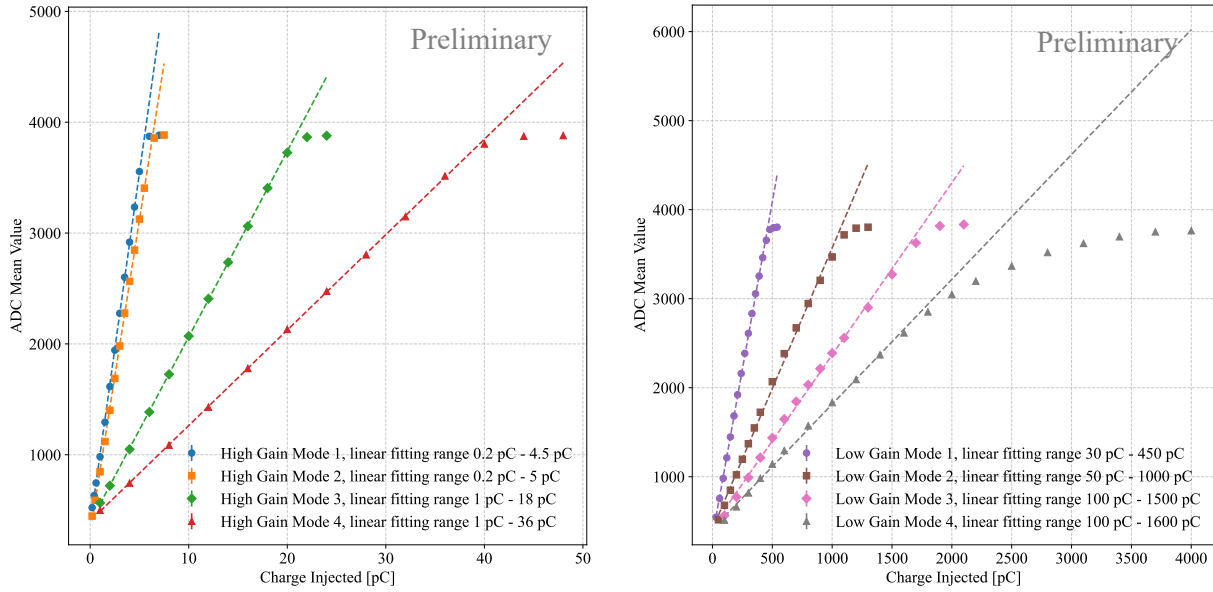 Preliminary
5000
4000
3000
2000
1000
ADC Mean Value
High Gain Mode 1, linear fitting range 0.2 pC - 4.5 pC
High Gain Mode 2, linear fitting range 0.2 pC - 5 pC
High Gain Mode 3, linear fitting range 1 pC - 18 pC
High Gain Mode 4, linear fitting range 1 pC - 36 pC
0 10 20 30 40 50
Charge Injected [pC]
Preliminary
6000
5000
4000
3000
2000
1000
ADC Mean Value
Low Gain Mode 1, linear fitting range 30 pC - 450 pC
Low Gain Mode 2, linear fitting range 50 pC - 1000 pC
Low Gain Mode 3, linear fitting range 100 pC - 1500 pC
Low Gain Mode 4, linear fitting range 100 pC - 1600 pC
0 500 1000 1500 2000 2500 3000 3500 4000
Charge Injected [pC]